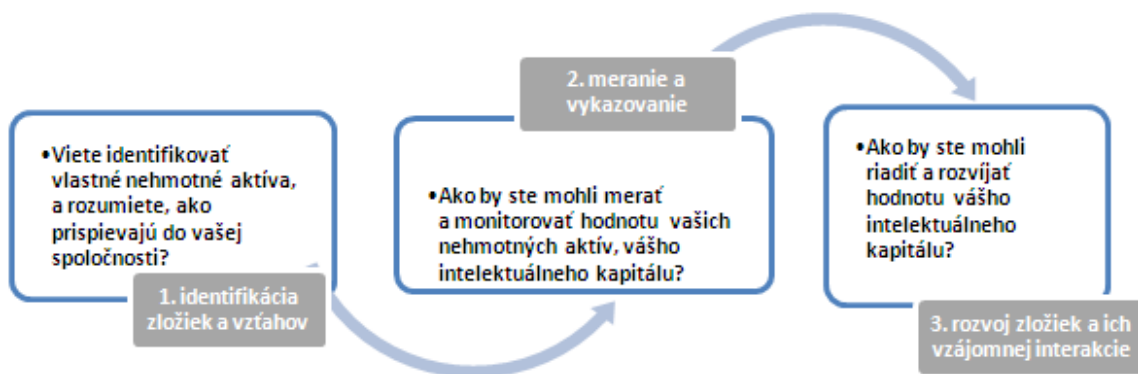 •Viete identifikovať
vlastné nehmotné aktíva,
a rozumiete, ako
prispievajú do vašej
spoločnosti?
1. identifikácia
zložiek a vzťahov
2. meranie a
vykazovanie
•Ako by ste mohli merať
a monitorovať hodnotu vašich
nehmotných aktív, vášho
intelektuálneho kapitálu?
•Ako by ste mohli
riadiť a rozvíjať
hodnotu vášho
intelektuálneho
kapitálu?
3. rozvoj zložiek a ich
vzájomnej interakcie